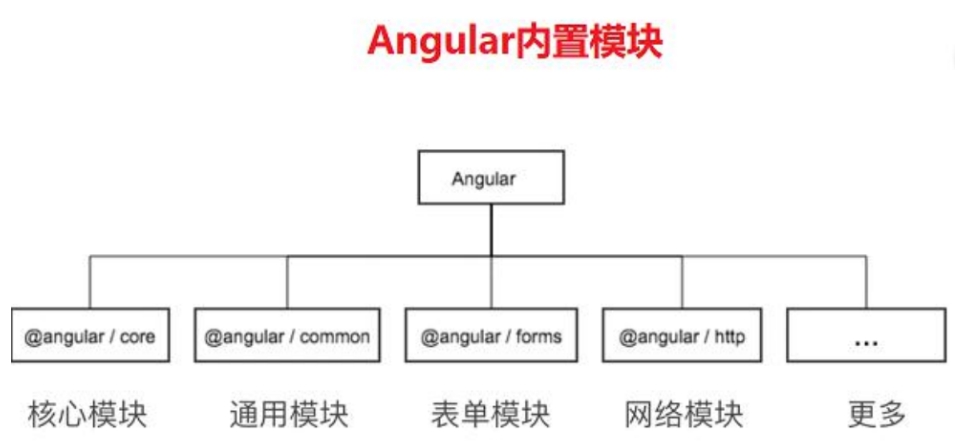 Angular内置模块
Angular
@angular / core
@angular / common
@angular / forms
@angular / http
...
核心模块
通用模块
表单模块
网络模块
更多